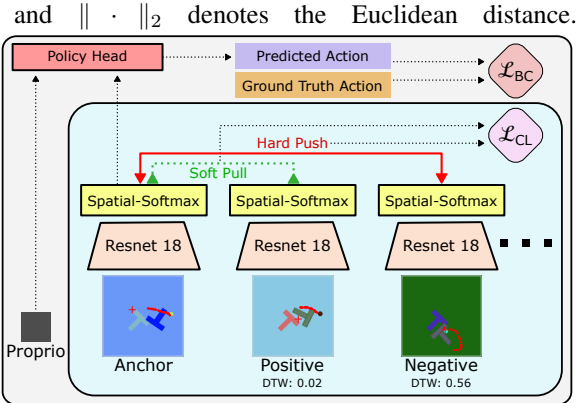 and ‖ · ‖₂ denotes the Euclidean distance.
Policy Head
Predicted Action
Ground Truth Action
ℒBC
ℒCL
Hard Push
Soft Pull
Spatial-Softmax
Spatial-Softmax
Spatial-Softmax
Resnet 18
Resnet 18
Resnet 18
Proprio
Anchor
Positive
Negative
DTW: 0.02
DTW: 0.56